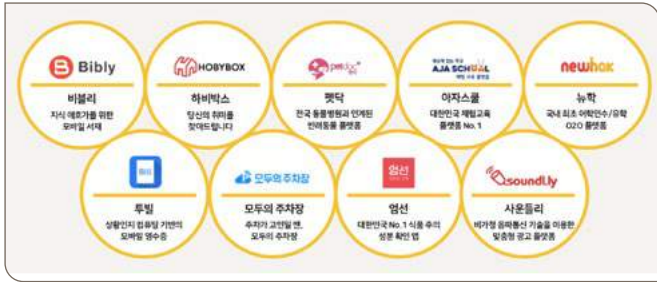 Bibly
비블리
지식 애호가를 위한
모바일 서재
HOBYBOX
하비박스
당신의 취미를
찾아드립니다
petdoc
펫닥
전국 동물병원과 연계된
반려동물 플랫폼
AJA SCHOOL
아자스쿨
대한민국 체험교육
플랫폼 No.1
newhak
뉴학
국내 최초 어학연수/유학
O2O 플랫폼
투빌
상황인지 컴퓨팅 기반의
모바일 영수증
모두의주차장
모두의 주차장
주차가 고민될 땐,
모두의 주차장
엄선
엄선
대한민국 No.1 식품 주의
성분 확인 앱
soundl.ly
사운들리
비가청 음파통신 기술을 이용한
맞춤형 광고 플랫폼